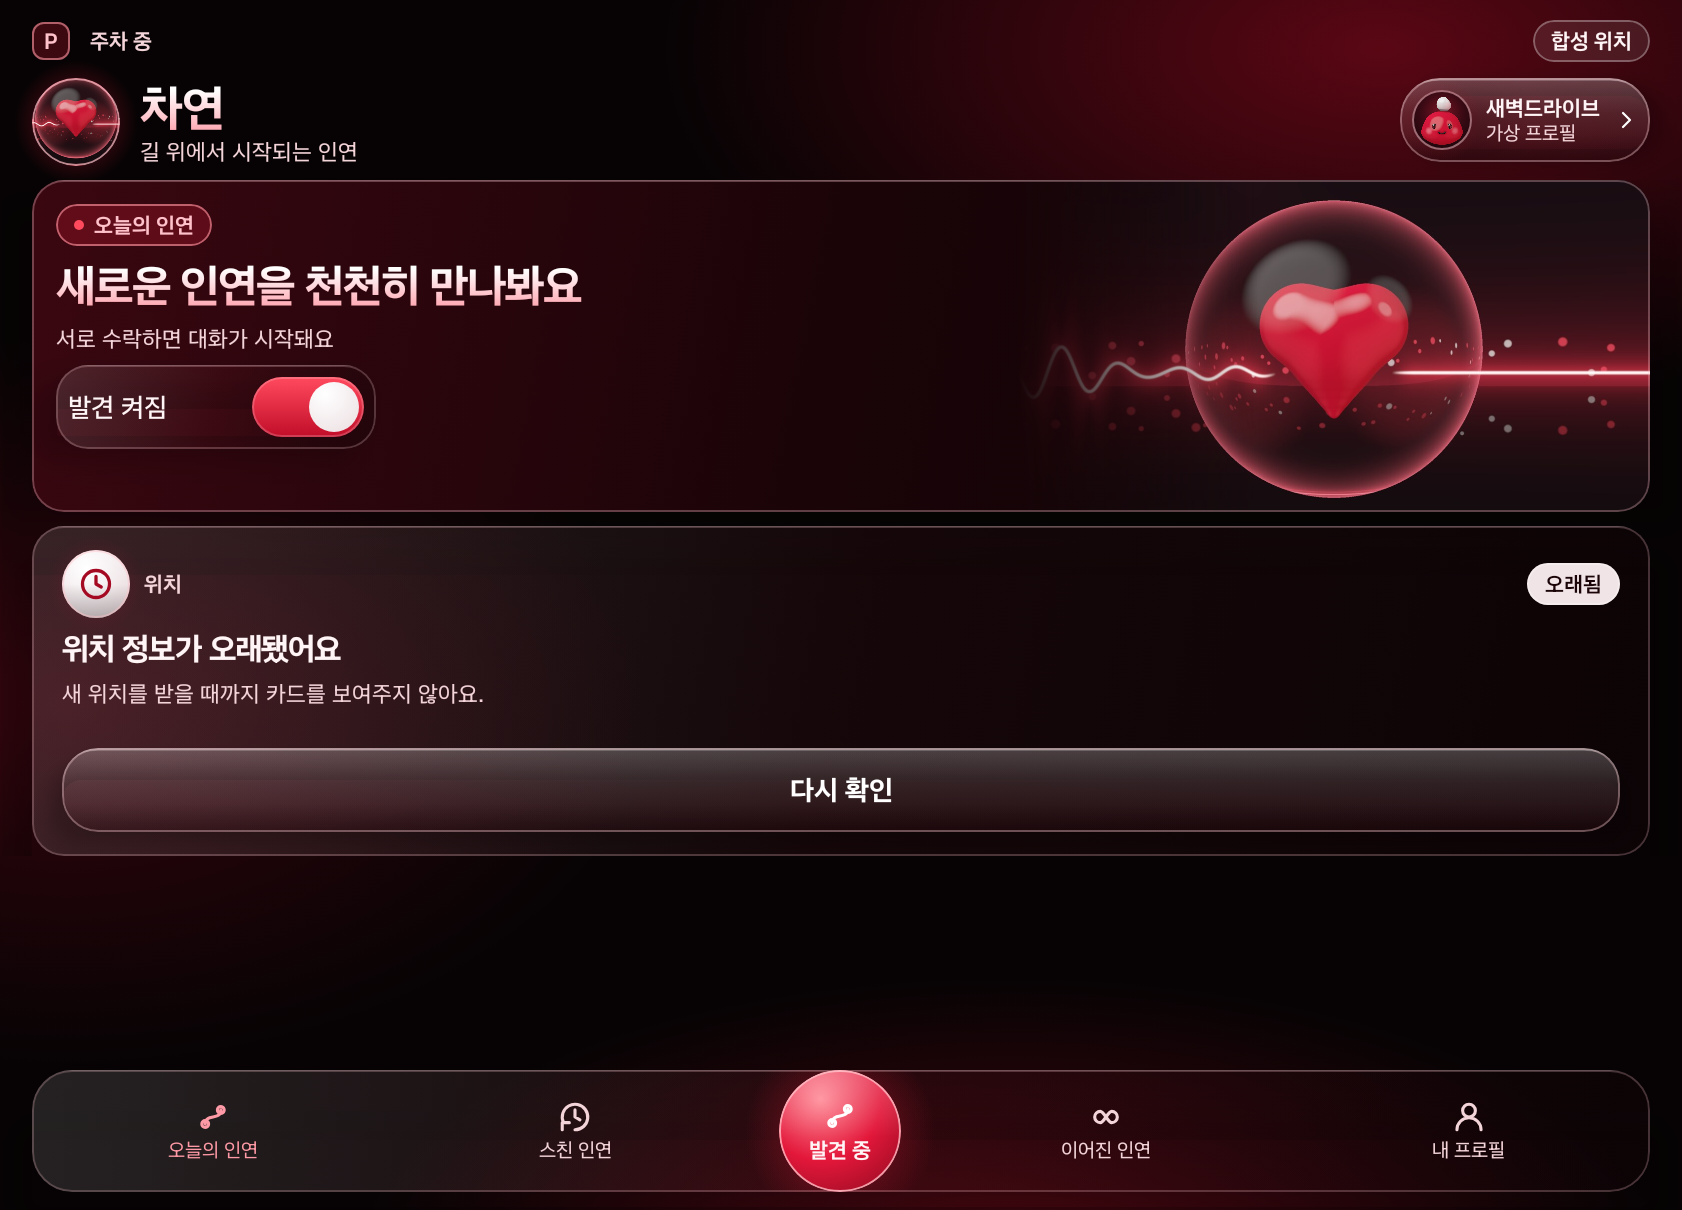 P 주차 중
합성 위치
차연
길 위에서 시작되는 인연
새벽드라이브
가상 프로필
오늘의 인연
새로운 인연을 천천히 만나봐요
서로 수락하면 대화가 시작돼요
발견 켜짐
위치
오래됨
위치 정보가 오래됐어요
새 위치를 받을 때까지 카드를 보여주지 않아요.
다시 확인
오늘의 인연
스친 인연
발견 중
이어진 인연
내 프로필